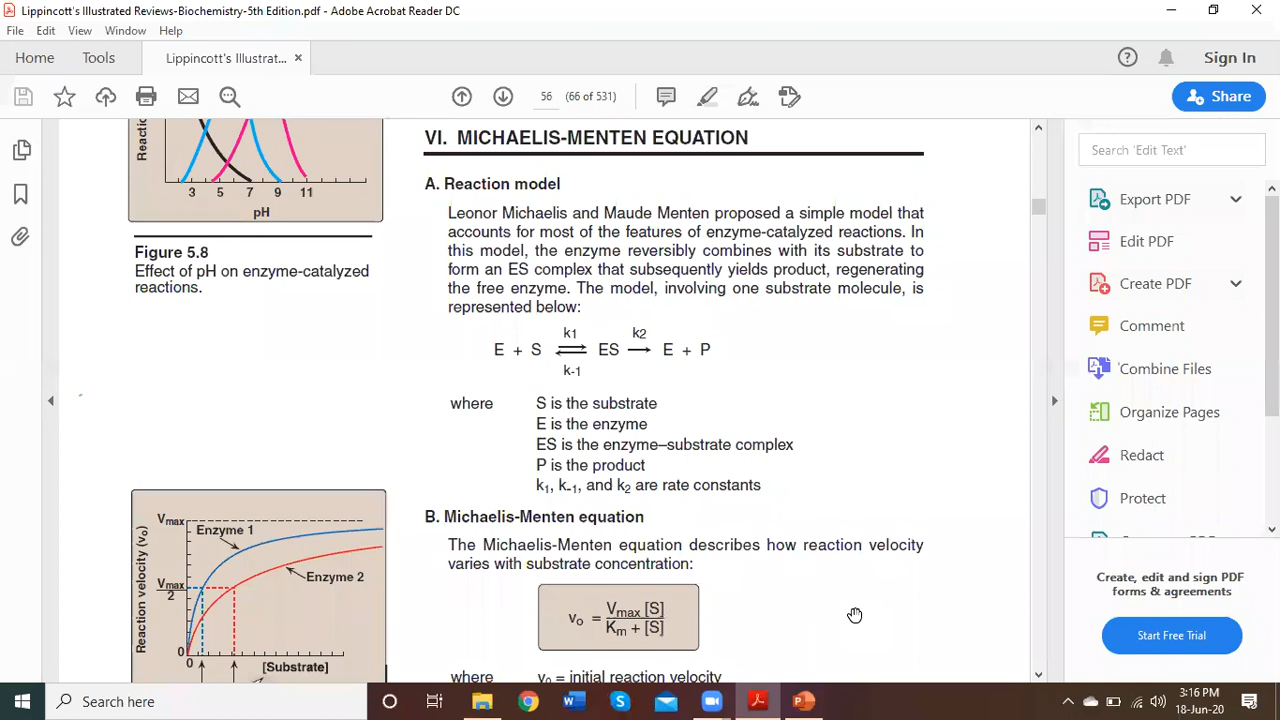 Lippincott's Illustrated Reviews-Biochemistry-5th Edition.pdf - Adobe Acrobat Reader DC
File Edit View Window Help
Home Tools Lippincott's Illustrat... ×
Sign In
56 (66 of 531)
Share
Reaction
3 5 7 9 11
pH
Figure 5.8
Effect of pH on enzyme-catalyzed
reactions.
VI. MICHAELIS-MENTEN EQUATION
A. Reaction model
Leonor Michaelis and Maude Menten proposed a simple model that
accounts for most of the features of enzyme-catalyzed reactions. In
this model, the enzyme reversibly combines with its substrate to
form an ES complex that subsequently yields product, regenerating
the free enzyme. The model, involving one substrate molecule, is
represented below:
k1 k2
E + S ⇌ ES → E + P
k-1
where S is the substrate
E is the enzyme
ES is the enzyme–substrate complex
P is the product
k1, k-1, and k2 are rate constants
B. Michaelis-Menten equation
The Michaelis-Menten equation describes how reaction velocity
varies with substrate concentration:
Vmax [S]
vo =
Km + [S]
where vo = initial reaction velocity
Reaction velocity (vo)
Vmax
Enzyme 1
Enzyme 2
Vmax
2
0
0
[Substrate]
Search 'Edit Text'
Export PDF
Edit PDF
Create PDF
Comment
Combine Files
Organize Pages
Redact
Protect
Create, edit and sign PDF
forms & agreements
Start Free Trial
Search here
3:16 PM
18-Jun-20